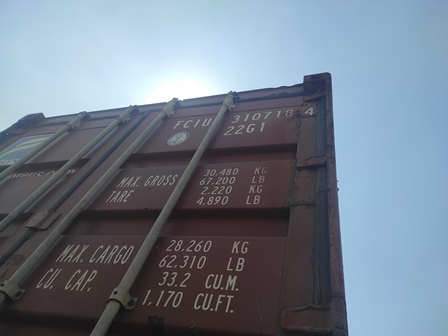 FCIU 310718 4
22G1
MAX. GROSS 30.480 KG
67.200 LB
TARE 2.220 KG
4.890 LB
MAX. CARGO 28.260 KG
62.310 LB
CU. CAP. 33.2 CU.M.
1.170 CU.FT.